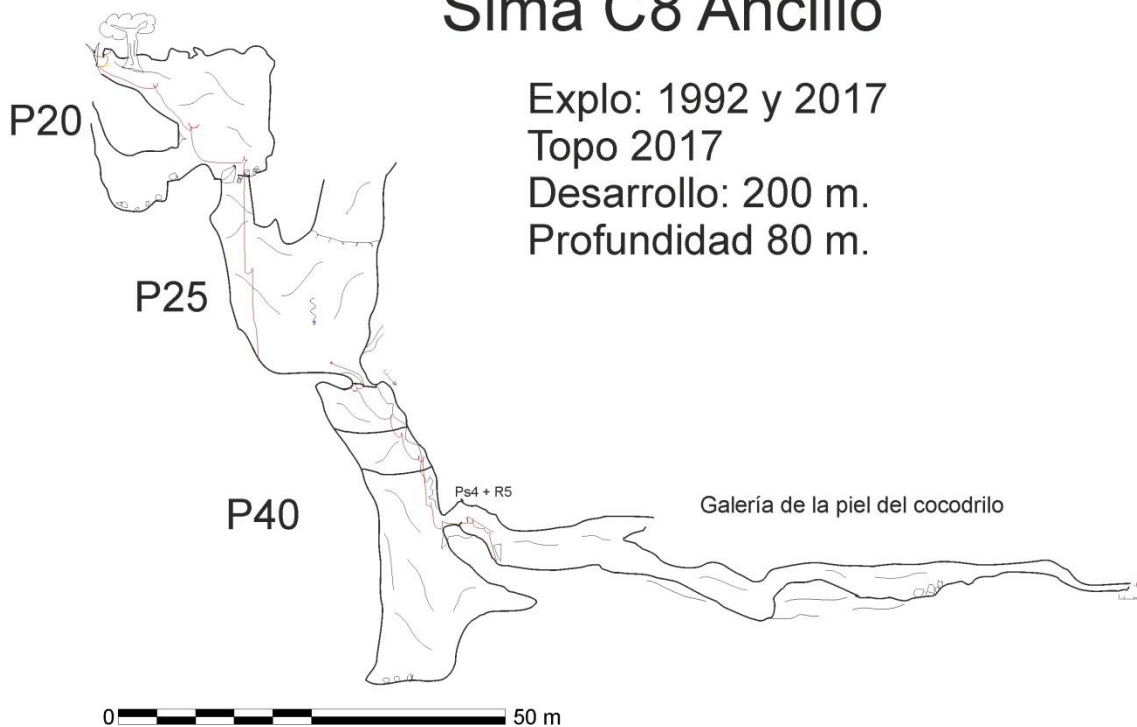 Sima C8 Ancillo
Explo: 1992 y 2017
Topo 2017
Desarrollo: 200 m.
Profundidad 80 m.
P20
P25
P40
Ps4 + R5
Galería de la piel del cocodrilo
0 50 m